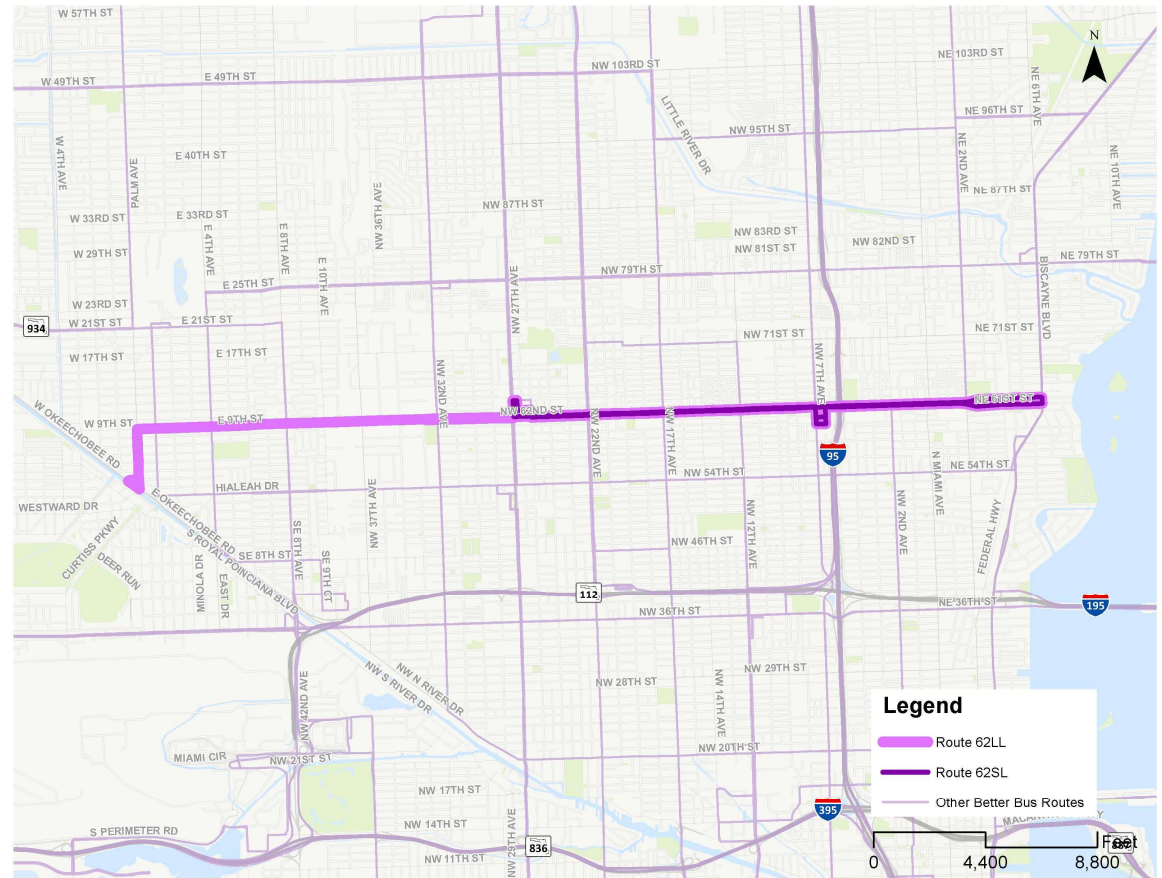 W 57TH ST
N
NE 103RD ST
NW 103RD ST
E 49TH ST
W 49TH ST
NE 6TH AVE
LITTLE RIVER DR
NE 96TH ST
NW 95TH ST
W 4TH AVE
PALM AVE
E 40TH ST
NE 2ND AVE
NE 10TH AVE
NE 87TH ST
NW 36TH AVE
NW 87TH ST
W 33RD ST
E 33RD ST
E 4TH AVE
E 8TH AVE
NW 83RD ST
NW 82ND ST
NW 81ST ST
W 29TH ST
E 10TH AVE
NE 79TH ST
NW 79TH ST
BISCAYNE BLVD
E 25TH ST
NW 27TH AVE
W 23RD ST
934
W 21ST ST
E 21ST ST
NE 71ST ST
NW 71ST ST
W 17TH ST
E 17TH ST
NW 7TH AVE
NW 32ND AVE
NE 61ST ST
W OKEECHOBEE RD
NW 62ND ST
W 9TH ST
E 9TH ST
NW 22ND AVE
NW 17TH AVE
95
N MIAMI AVE
NE 54TH ST
NW 54TH ST
HIALEAH DR
WESTWARD DR
E OKEECHOBEE RD
NW 37TH AVE
NW 12TH AVE
NW 2ND AVE
FEDERAL HWY
CURTISS PKWY
S ROYAL POINCIANA BLVD
SE 8TH AVE
NW 46TH ST
SE 8TH ST
SE 9TH CT
DEER RUN
MINOLA DR
EAST DR
112
NE 36TH ST
195
NW 36TH ST
NW N RIVER DR
NW S RIVER DR
NW 29TH ST
NW 28TH ST
NW 14TH AVE
NW 42ND AVE
Legend
Route 62LL
NW 20TH ST
MIAMI CIR
NW 21ST ST
Route 62SL
NW 17TH ST
Other Better Bus Routes
395
NW 14TH ST
S PERIMETER RD
NW 29TH AVE
836
NW 11TH ST
Feet
0
4,400
8,800